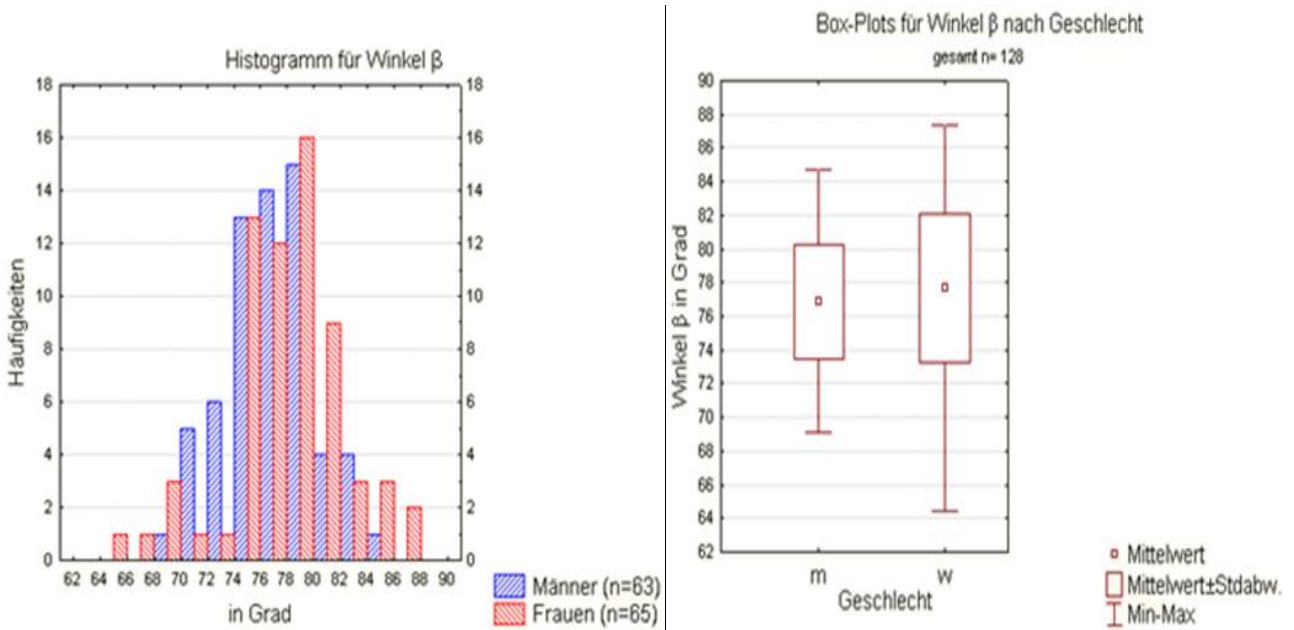 Histogramm für Winkel β
18
16
14
12
10
8
6
4
2
0
18
16
14
12
10
8
6
4
2
0
Häufigkeiten
62 64 66 68 70 72 74 76 78 80 82 84 86 88 90
in Grad
Männer (n=63)
Frauen (n=65)
Box-Plots für Winkel β nach Geschlecht
gesamt n= 128
90
88
86
84
82
80
78
76
74
72
70
68
66
64
62
Winkel β in Grad
m w
Geschlecht
Mittelwert
Mittelwert±Stdabw.
Min-Max